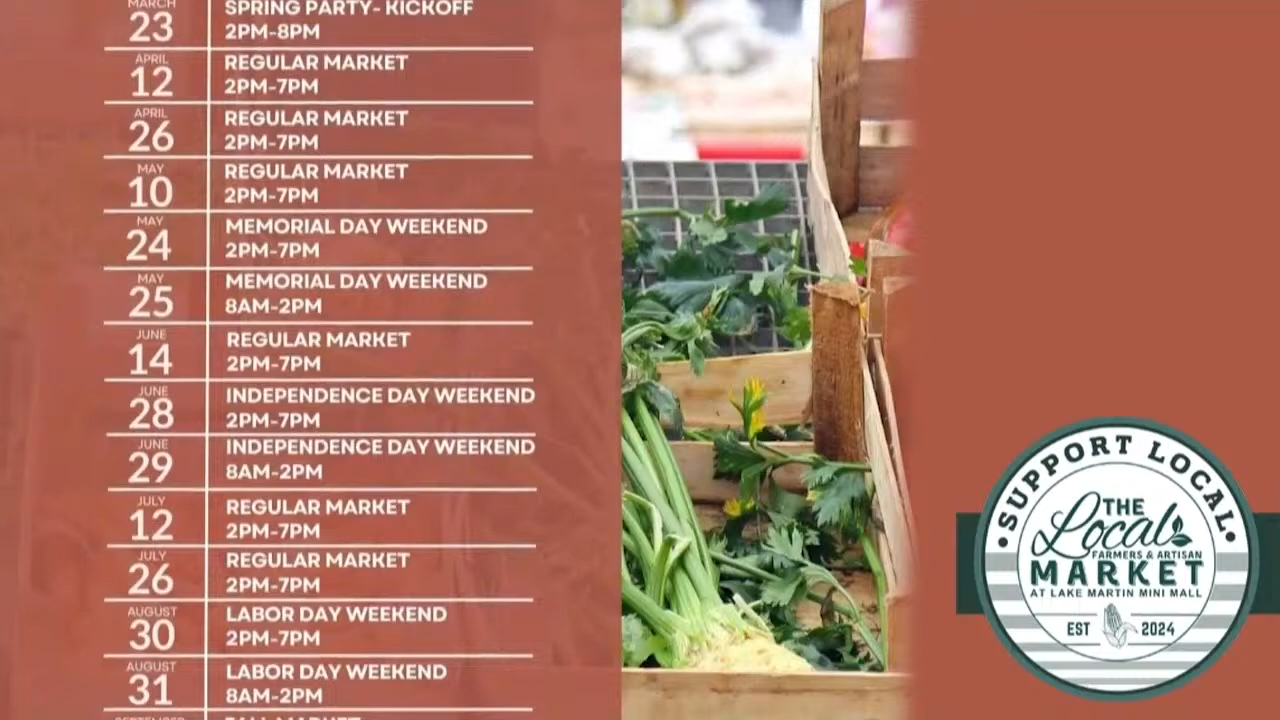 MARCH
23
SPRING PARTY- KICKOFF
2PM-8PM
APRIL
12
REGULAR MARKET
2PM-7PM
APRIL
26
REGULAR MARKET
2PM-7PM
MAY
10
REGULAR MARKET
2PM-7PM
MAY
24
MEMORIAL DAY WEEKEND
2PM-7PM
MAY
25
MEMORIAL DAY WEEKEND
8AM-2PM
JUNE
14
REGULAR MARKET
2PM-7PM
JUNE
28
INDEPENDENCE DAY WEEKEND
2PM-7PM
JUNE
29
INDEPENDENCE DAY WEEKEND
8AM-2PM
JULY
12
REGULAR MARKET
2PM-7PM
JULY
26
REGULAR MARKET
2PM-7PM
AUGUST
30
LABOR DAY WEEKEND
2PM-7PM
AUGUST
31
LABOR DAY WEEKEND
8AM-2PM
SEPTEMBER
FALL MARKET
•SUPPORT LOCAL•
THE
Local
FARMERS & ARTISAN
MARKET
AT LAKE MARTIN MINI MALL
EST 2024